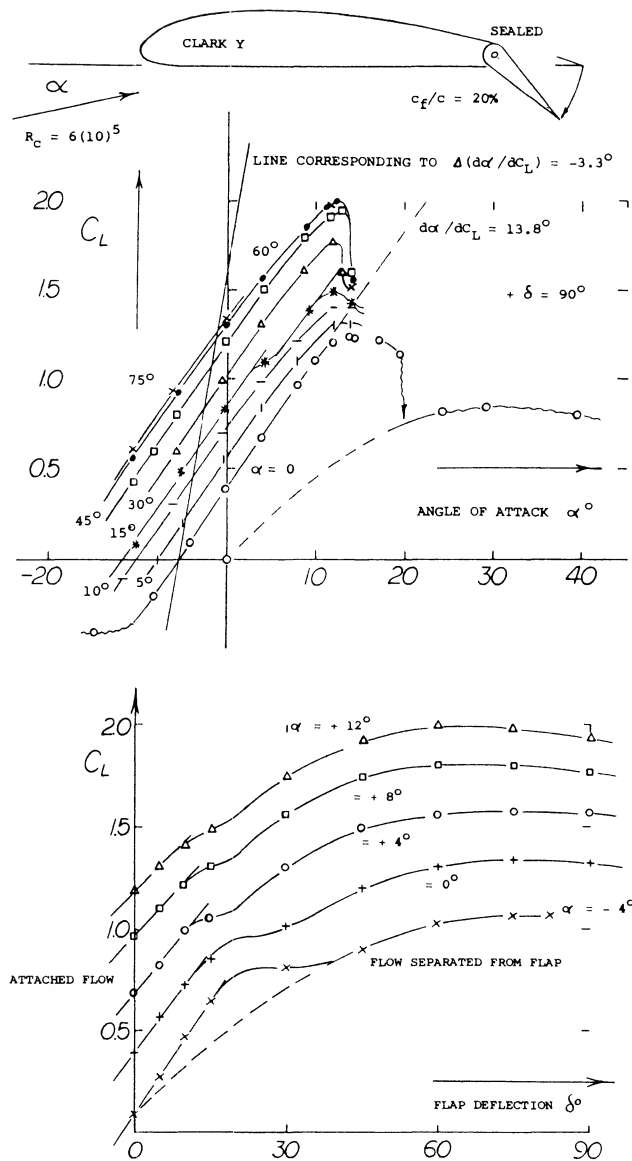 SEALED
CLARK Y
α
c_f/c = 20%
R_C = 6(10)^5
LINE CORRESPONDING TO Δ(dα/dC_L) = -3.3°
2.0
C_L
60°
dα/dC_L = 13.8°
1.5
+ δ = 90°
75°
1.0
0.5
α = 0
45°
30°
15°
10°
5°
ANGLE OF ATTACK α°
-20
0
10
20
30
40
2.0
α = + 12°
C_L
= + 8°
1.5
= + 4°
= 0°
α = - 4°
1.0
ATTACHED FLOW
FLOW SEPARATED FROM FLAP
0.5
FLAP DEFLECTION δ°
0
30
60
90